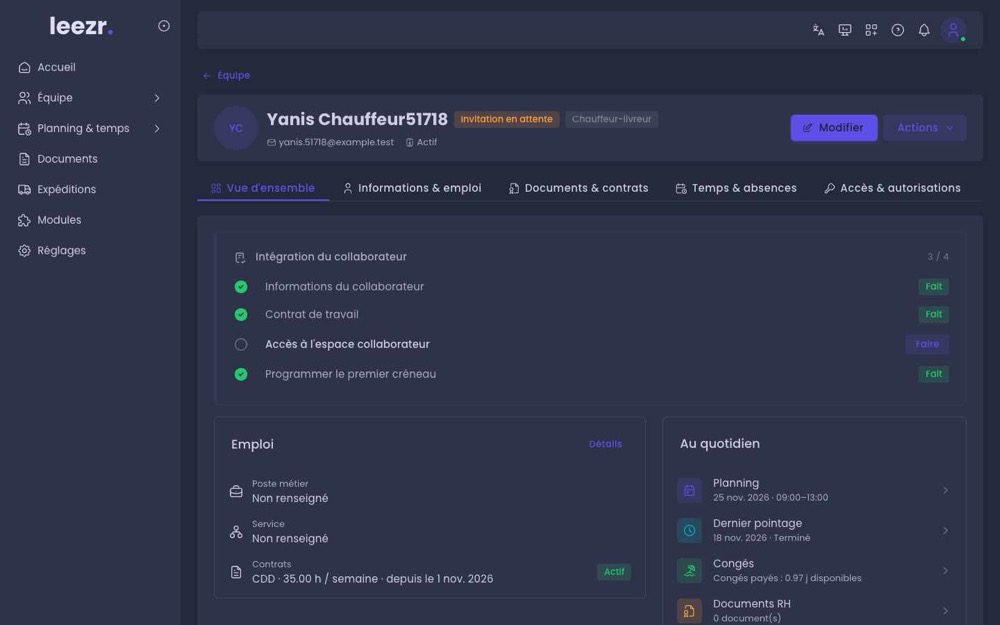 leezr.
Accueil
Équipe
Planning & temps
Documents
Expéditions
Modules
Réglages
← Équipe
YC
Yanis Chauffeur51718
Invitation en attente
Chauffeur-livreur
yanis.51718@example.test
Actif
Modifier
Actions
Vue d'ensemble
Informations & emploi
Documents & contrats
Temps & absences
Accès & autorisations
Intégration du collaborateur
3 / 4
Informations du collaborateur
Fait
Contrat de travail
Fait
Accès à l'espace collaborateur
Faire
Programmer le premier créneau
Fait
Emploi
Détails
Poste métier
Non renseigné
Service
Non renseigné
Contrats
CDD · 35.00 h / semaine · depuis le 1 nov. 2026
Actif
Au quotidien
Planning
25 nov. 2026 · 09:00–13:00
Dernier pointage
18 nov. 2026 · Terminé
Congés
Congés payés : 0.97 j disponibles
Documents RH
0 document(s)